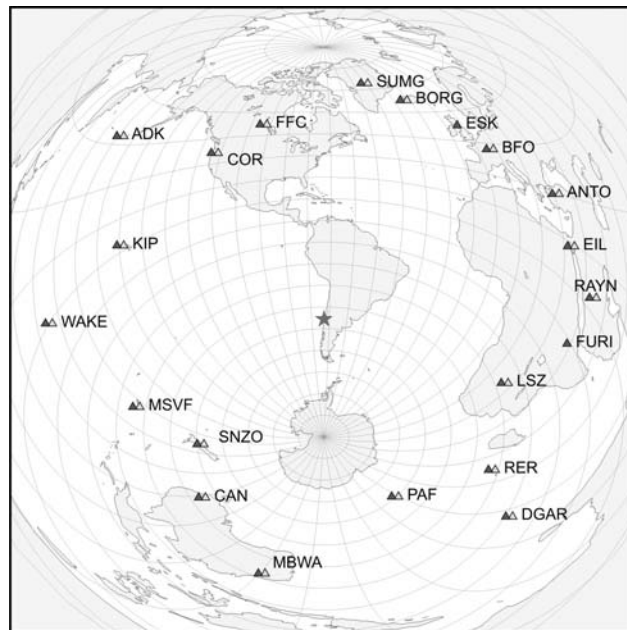 SUMG
BORG
FFC
ESK
ADK
BFO
COR
ANTO
KIP
EIL
RAYN
WAKE
FURI
LSZ
MSVF
SNZO
RER
CAN
PAF
DGAR
MBWA